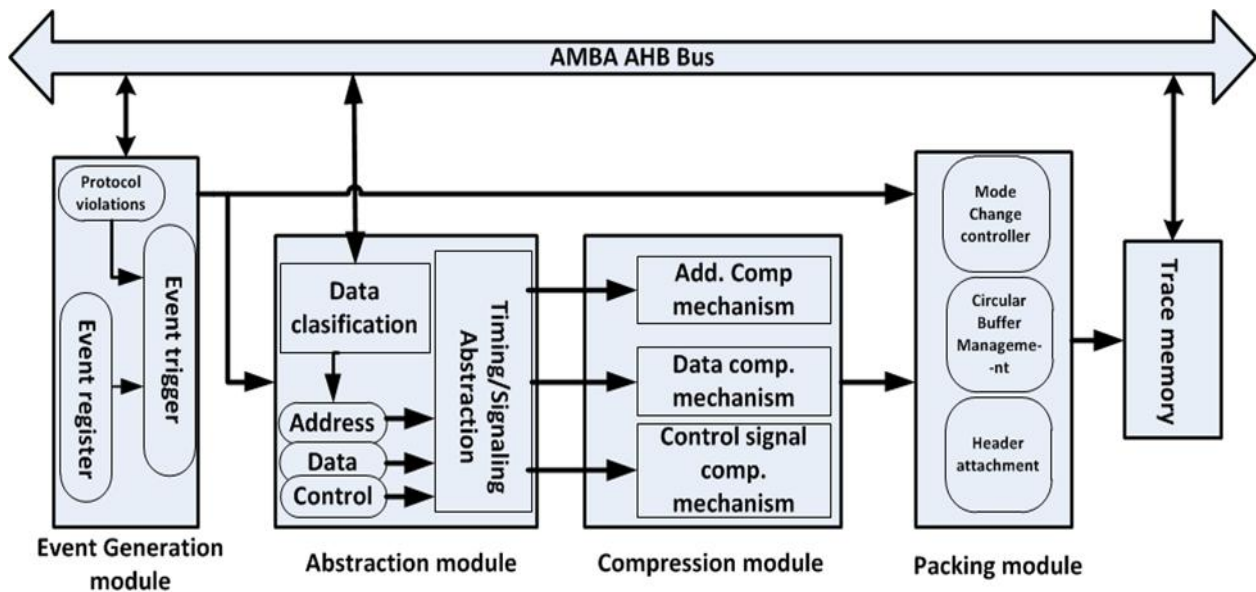 AMBA AHB Bus
Protocol
violations
Event register
Event trigger
Event Generation
module
Data
clasification
Address
Data
Control
Timing/Signaling
Abstraction
Abstraction module
Add. Comp
mechanism
Data comp.
mechanism
Control signal
comp.
mechanism
Compression module
Mode
Change
controller
Circular
Buffer
Manageme-
-nt
Header
attachment
Packing module
Trace memory